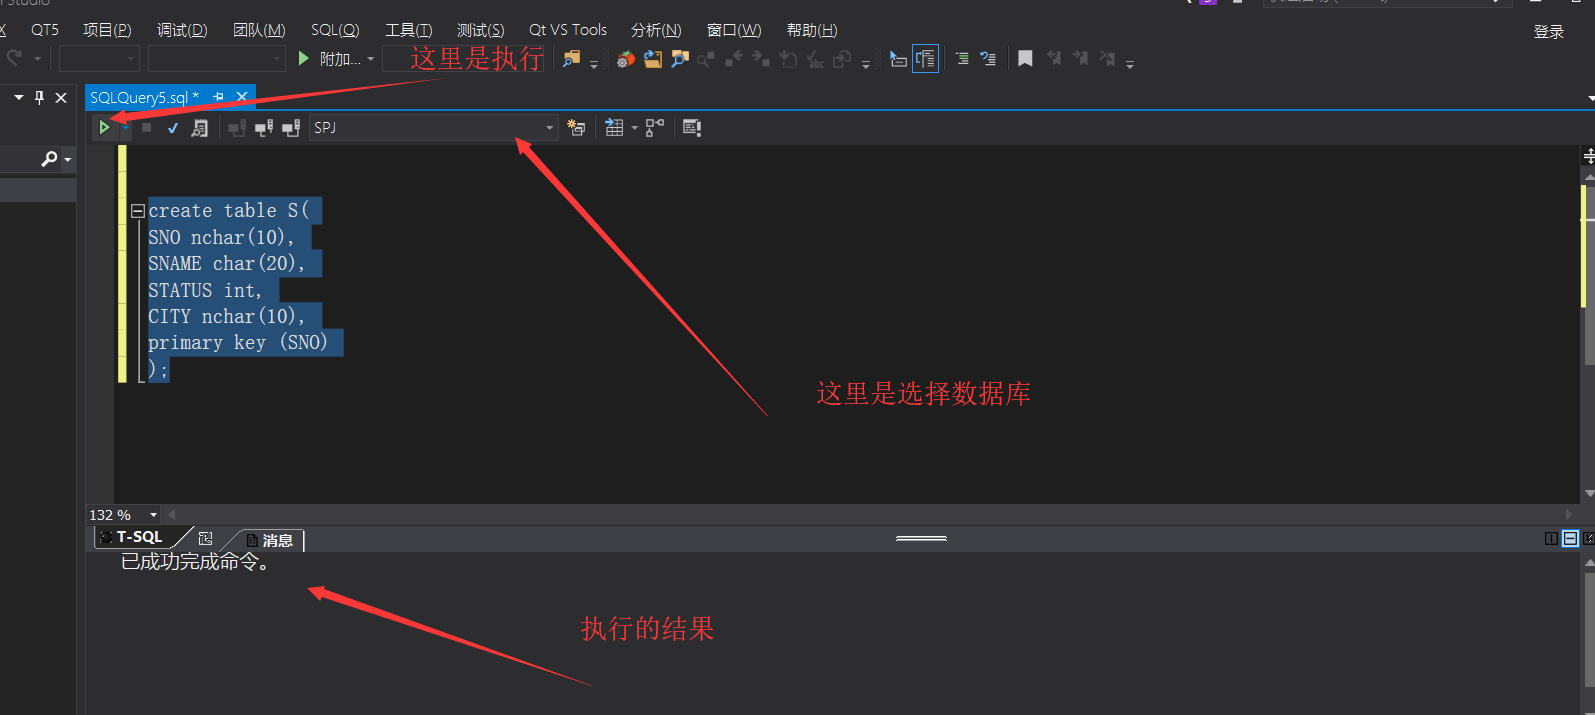 Studio
QT5 项目(P) 调试(D) 团队(M) SQL(Q) 工具(T) 测试(S) Qt VS Tools 分析(N) 窗口(W) 帮助(H)
登录
附加...
这里是执行
SQLQuery5.sql *
SPJ
create table S(
SNO nchar(10),
SNAME char(20),
STATUS int,
CITY nchar(10),
primary key (SNO)
);
这里是选择数据库
132 %
T-SQL 消息
已成功完成命令。
执行的结果